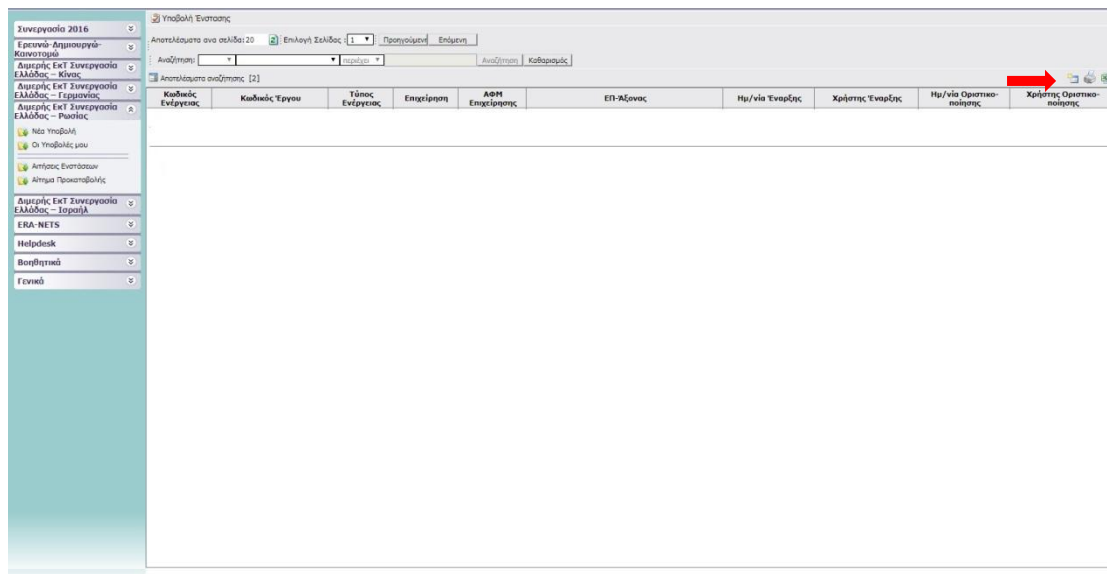 Συνεργασία 2016
Ερευνώ-Δημιουργώ-
Καινοτομώ
Διμερής ΕκΤ Συνεργασία
Ελλάδας – Κίνας
Διμερής ΕκΤ Συνεργασία
Ελλάδας – Γερμανίας
Διμερής ΕκΤ Συνεργασία
Ελλάδας – Ρωσίας
Νέα Υποβολή
Οι Υποβολές μου
Αιτήσεις Ενστάσεων
Αίτημα Προκαταβολής
Διμερής ΕκΤ Συνεργασία
Ελλάδας – Ισραήλ
ERA-NETS
Helpdesk
Βοηθητικά
Γενικά
Υποβολή Ένστασης
Αποτελέσματα ανα σελίδα: 20 Επιλογή Σελίδας : 1 Προηγούμενη Επόμενη
Αναζήτηση: περιέχει Αναζήτηση Καθαρισμός
Αποτελέσματα αναζήτησης [2]
Κωδικός Ενέργειας Κωδικός Έργου Τύπος Ενέργειας Επιχείρηση ΑΦΜ Επιχείρησης ΕΠ-Άξονας Ημ/νία Έναρξης Χρήστης Έναρξης Ημ/νία Οριστικο-ποίησης Χρήστης Οριστικο-ποίησης